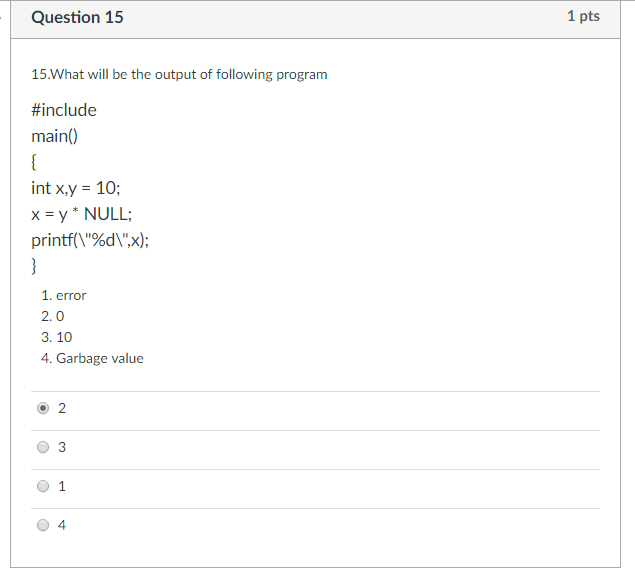 Question 15
1 pts
15.What will be the output of following program
#include
main()
{
int x,y = 10;
x = y * NULL;
printf(\"%d\",x);
}
1. error
2. 0
3. 10
4. Garbage value
2
3
1
4